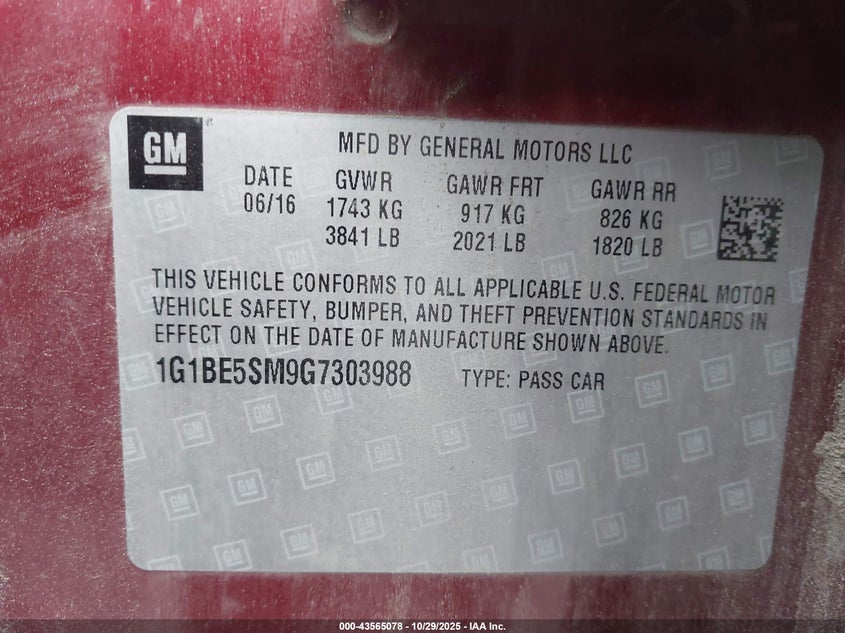 GM
MFD BY GENERAL MOTORS LLC
DATE GVWR GAWR FRT GAWR RR
06/16 1743 KG 917 KG 826 KG
3841 LB 2021 LB 1820 LB
THIS VEHICLE CONFORMS TO ALL APPLICABLE U.S. FEDERAL MOTOR
VEHICLE SAFETY, BUMPER, AND THEFT PREVENTION STANDARDS IN
EFFECT ON THE DATE OF MANUFACTURE SHOWN ABOVE.
1G1BE5SM9G7303988 TYPE: PASS CAR
000-43565078 | 10/29/2025 - IAA Inc.